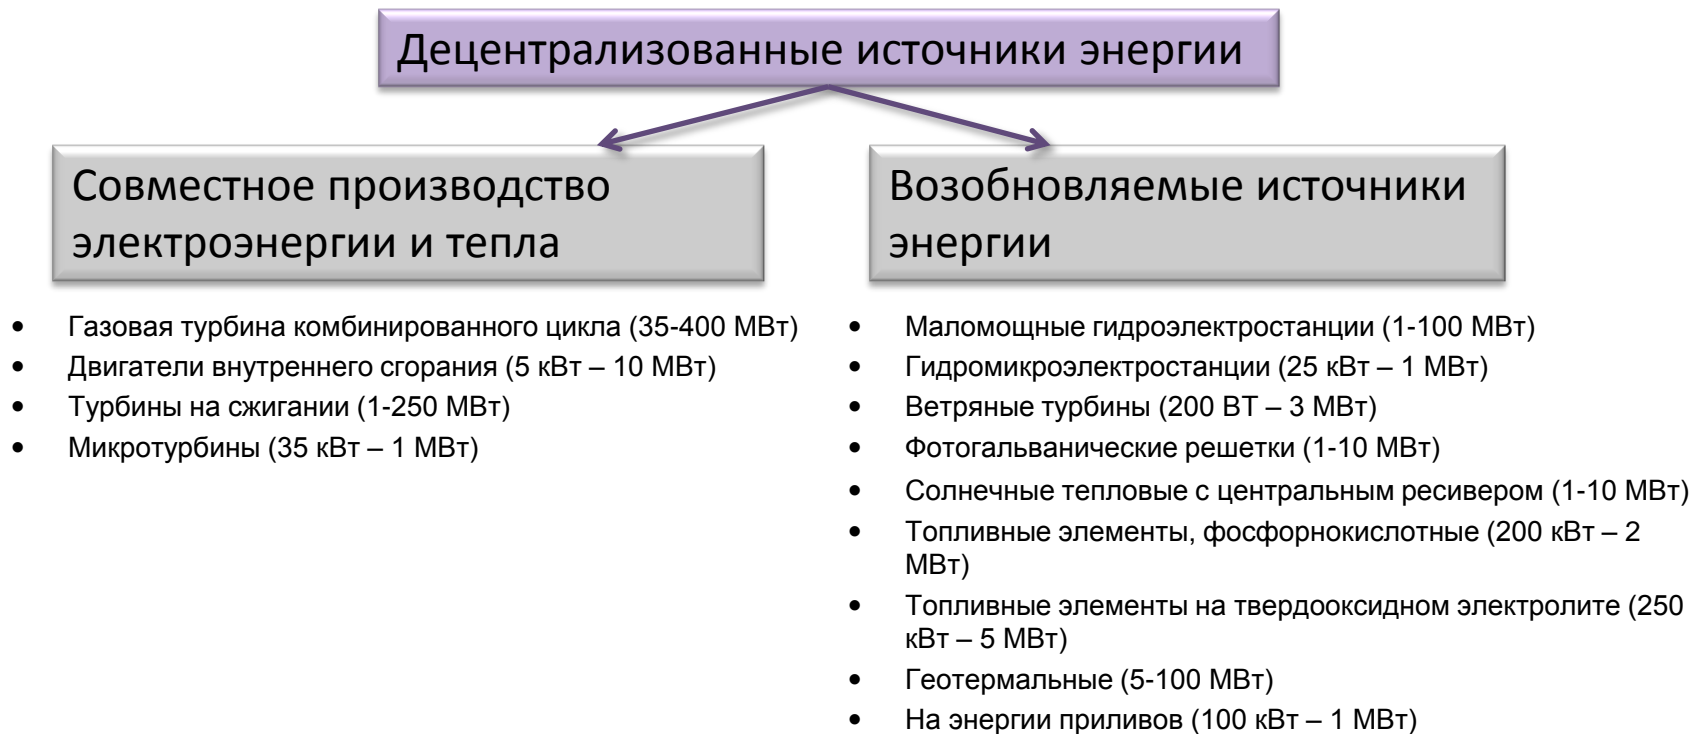 Децентрализованные источники энергии
Совместное производство
электроэнергии и тепла
• Газовая турбина комбинированного цикла (35-400 МВт)
• Двигатели внутреннего сгорания (5 кВт – 10 МВт)
• Турбины на сжигании (1-250 МВт)
• Микротурбины (35 кВт – 1 МВт)
Возобновляемые источники
энергии
• Маломощные гидроэлектростанции (1-100 МВт)
• Гидромикроэлектростанции (25 кВт – 1 МВт)
• Ветряные турбины (200 ВТ – 3 МВт)
• Фотогальванические решетки (1-10 МВт)
• Солнечные тепловые с центральным ресивером (1-10 МВт)
• Топливные элементы, фосфорнокислотные (200 кВт – 2
МВт)
• Топливные элементы на твердооксидном электролите (250
кВт – 5 МВт)
• Геотермальные (5-100 МВт)
• На энергии приливов (100 кВт – 1 МВт)